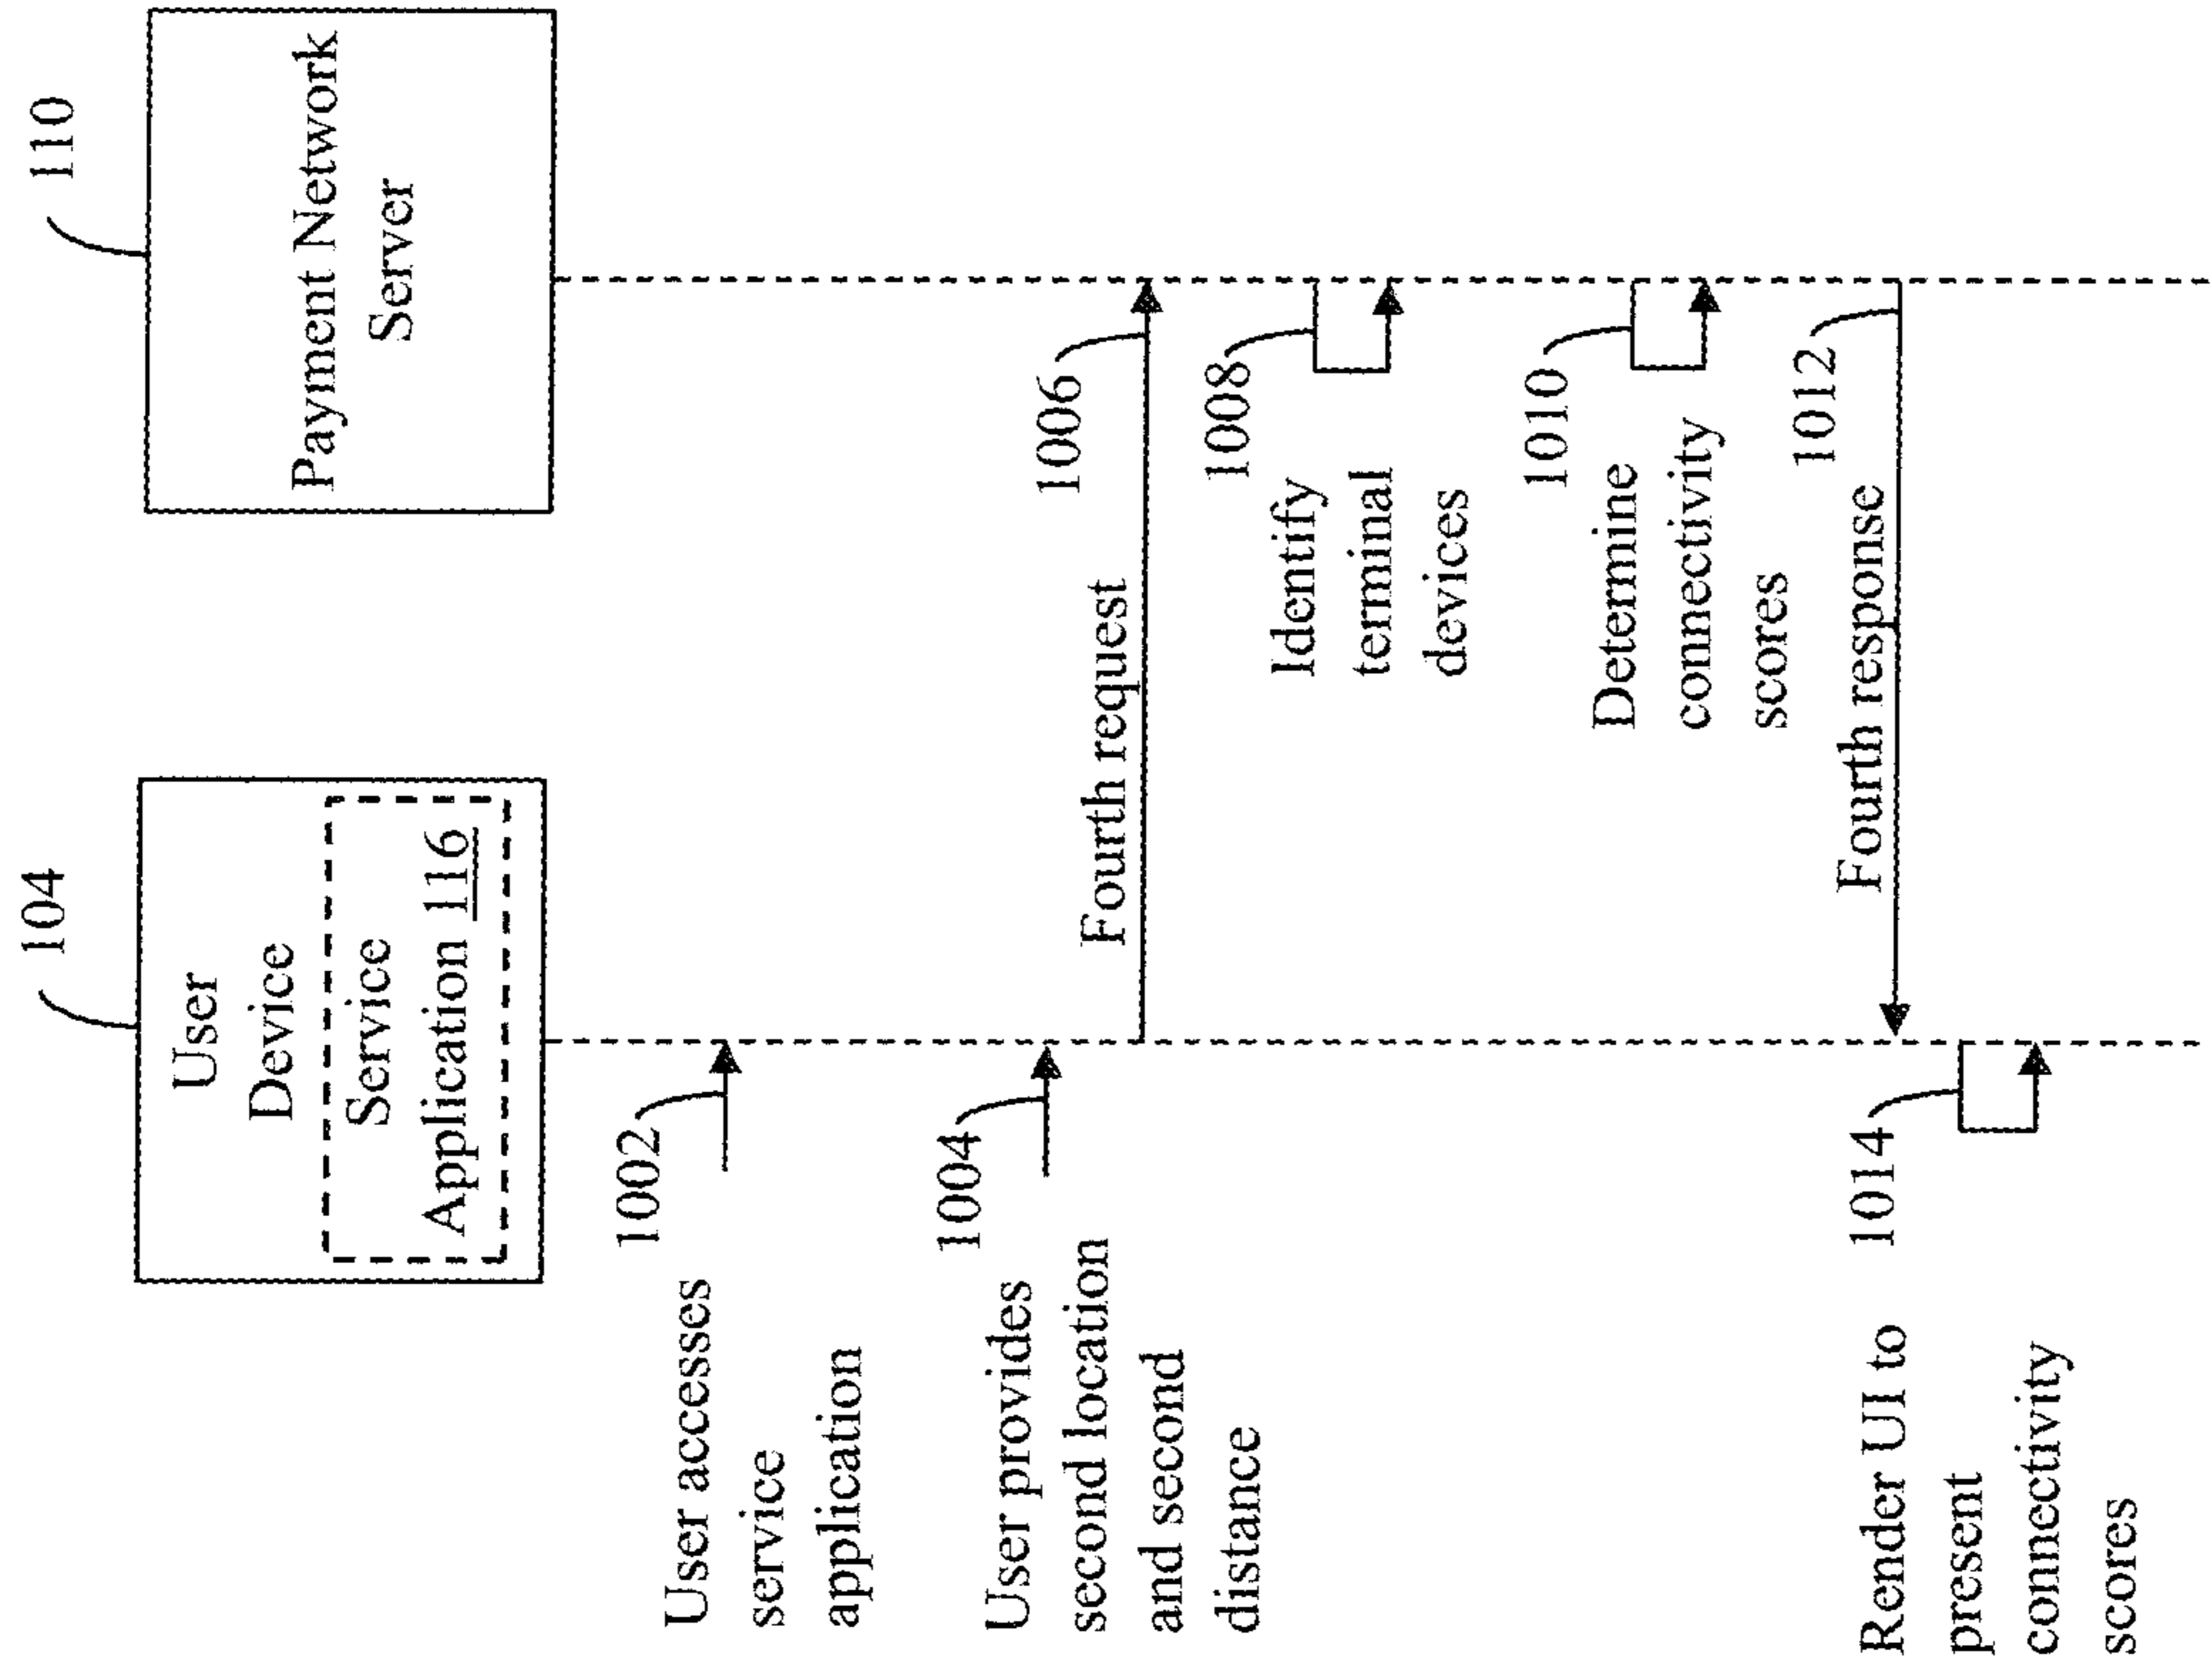 104
User
Device
Service
Application 116
110
Payment Network
Server
1002
User accesses
service
application
1004
User provides
second location
and second
distance
1006
Fourth request
1008
Identify
terminal
devices
1010
Determine
connectivity
scores
1012
Fourth response
1014
Render UI to
present
connectivity
scores